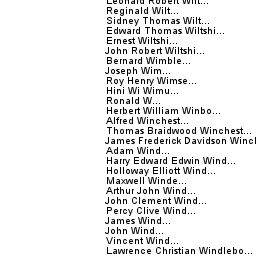 Leonard Robert Wilt...
Reginald Wilt...
Sidney Thomas Wilt...
Edward Thomas Wiltshi...
Ernest Wiltshi...
John Robert Wiltshi...
Bernard Wimble...
Joseph Wim...
Roy Henry Wimse...
Hini Wi Wimu...
Ronald W...
Herbert William Winbo...
Alfred Winchest...
Thomas Braidwood Winchest...
James Frederick Davidson Wincl
Adam Wind...
Harry Edward Edwin Wind...
Holloway Elliott Wind...
Maxwell Winde...
Arthur John Wind...
John Clement Wind...
Percy Clive Wind...
James Wind...
John Wind...
Vincent Wind...
Lawrence Christian Windlebo...